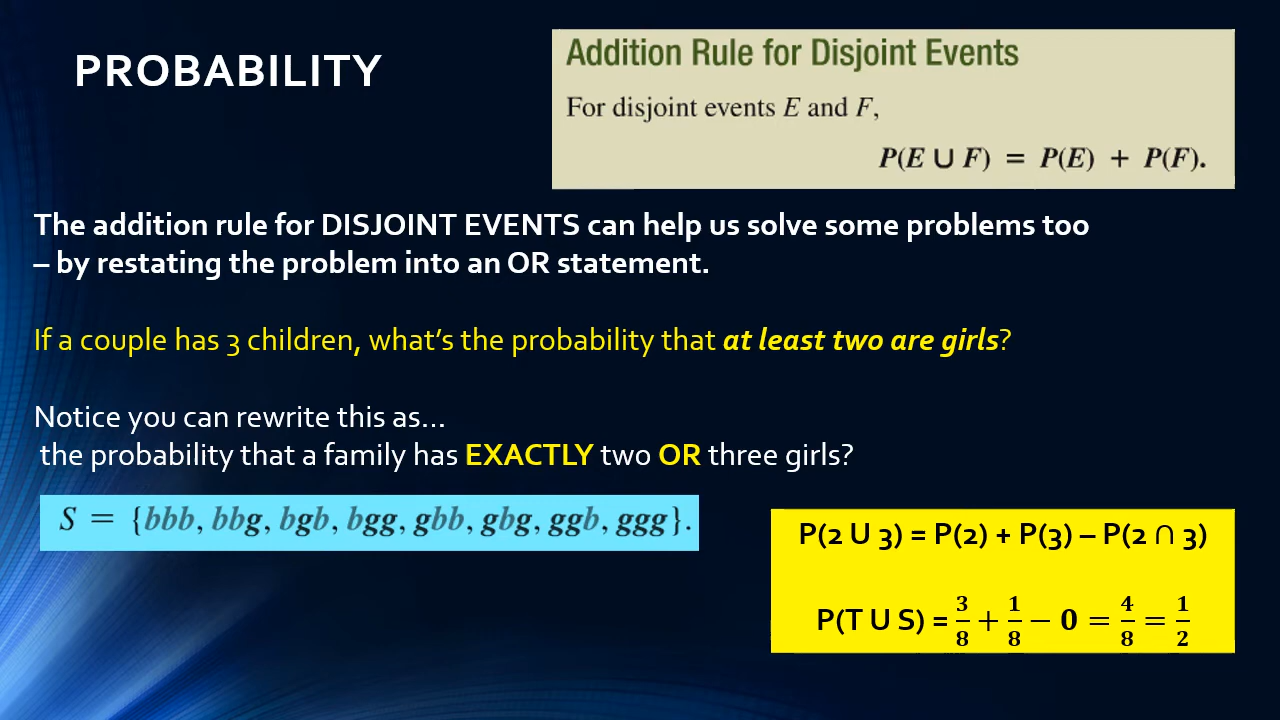 PROBABILITY
Addition Rule for Disjoint Events
For disjoint events E and F,
P(E ∪ F) = P(E) + P(F).
The addition rule for DISJOINT EVENTS can help us solve some problems too
– by restating the problem into an OR statement.
If a couple has 3 children, what's the probability that at least two are girls?
Notice you can rewrite this as...
the probability that a family has EXACTLY two OR three girls?
S = {bbb, bbg, bgb, bgg, gbb, gbg, ggb, ggg}.
P(2 U 3) = P(2) + P(3) – P(2 ∩ 3)
P(T U S) = 3/8 + 1/8 − 0 = 4/8 = 1/2